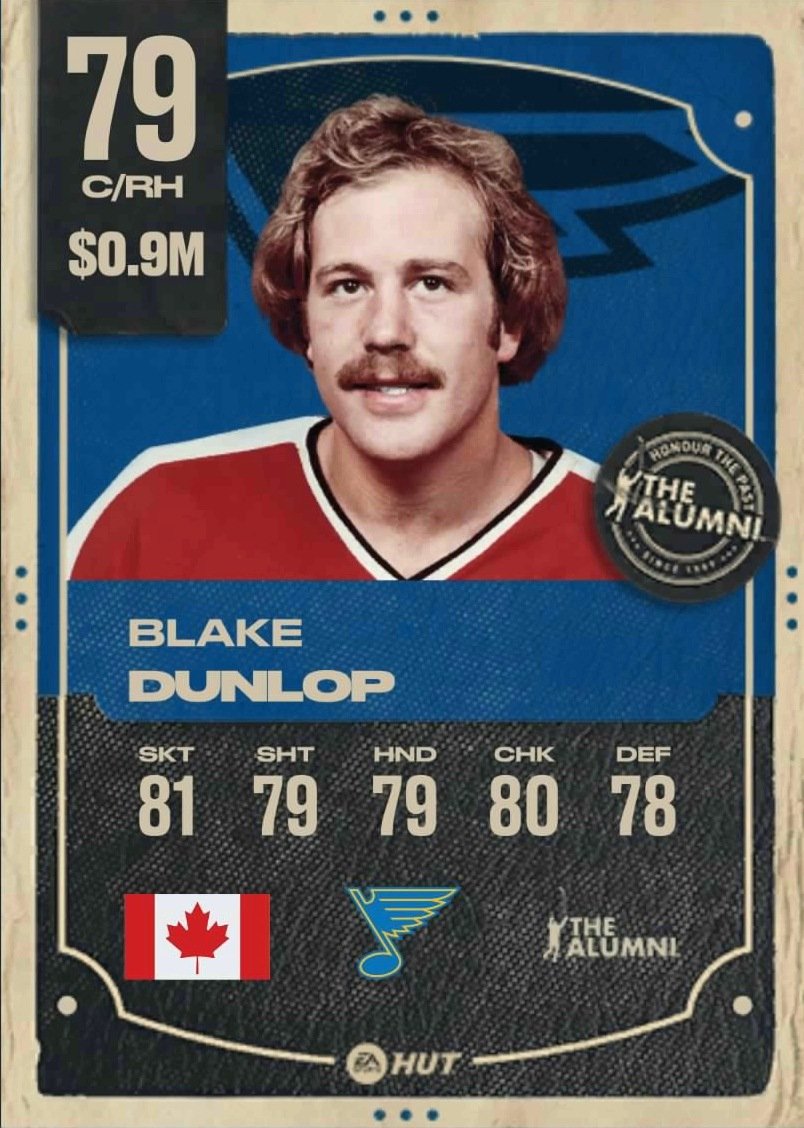 79
C/RH
$0.9M
HONOUR THE PAST
THE
ALUMNI
BLAKE
DUNLOP
SKT SHT HND CHK DEF
81 79 79 80 78
THE
ALUMNI
EA
HUT